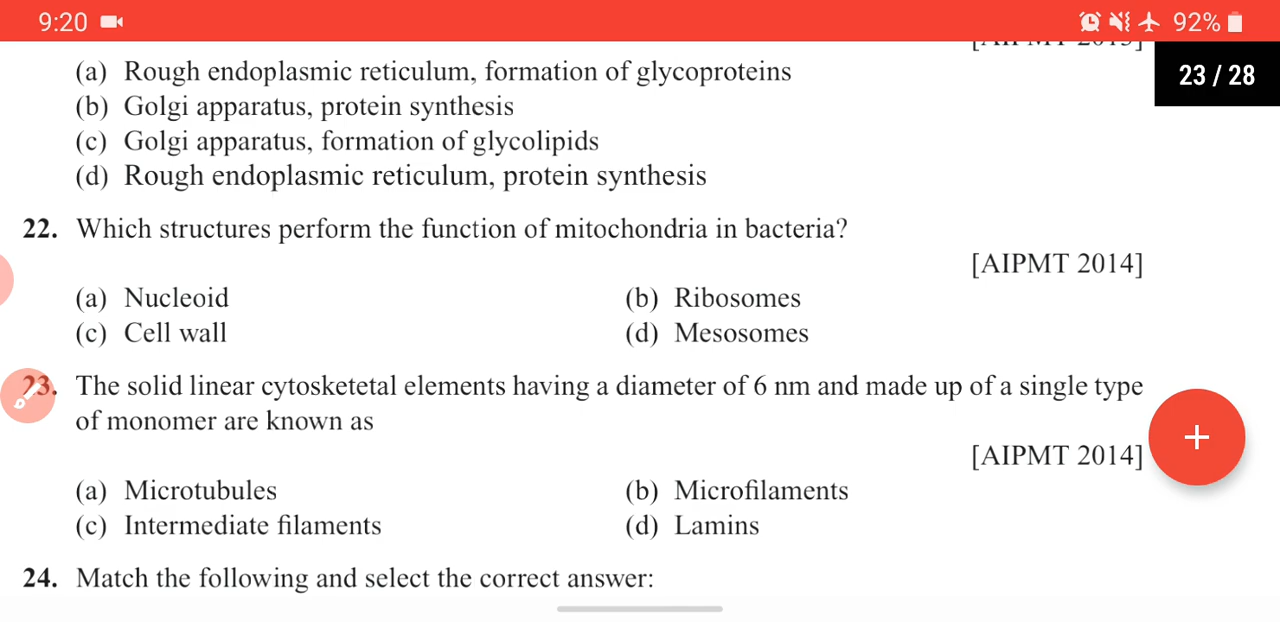 9:20 92%
23 / 28
(a) Rough endoplasmic reticulum, formation of glycoproteins
(b) Golgi apparatus, protein synthesis
(c) Golgi apparatus, formation of glycolipids
(d) Rough endoplasmic reticulum, protein synthesis
22. Which structures perform the function of mitochondria in bacteria?
[AIPMT 2014]
(a) Nucleoid (b) Ribosomes
(c) Cell wall (d) Mesosomes
23. The solid linear cytosketetal elements having a diameter of 6 nm and made up of a single type
of monomer are known as
[AIPMT 2014]
(a) Microtubules (b) Microfilaments
(c) Intermediate filaments (d) Lamins
24. Match the following and select the correct answer: